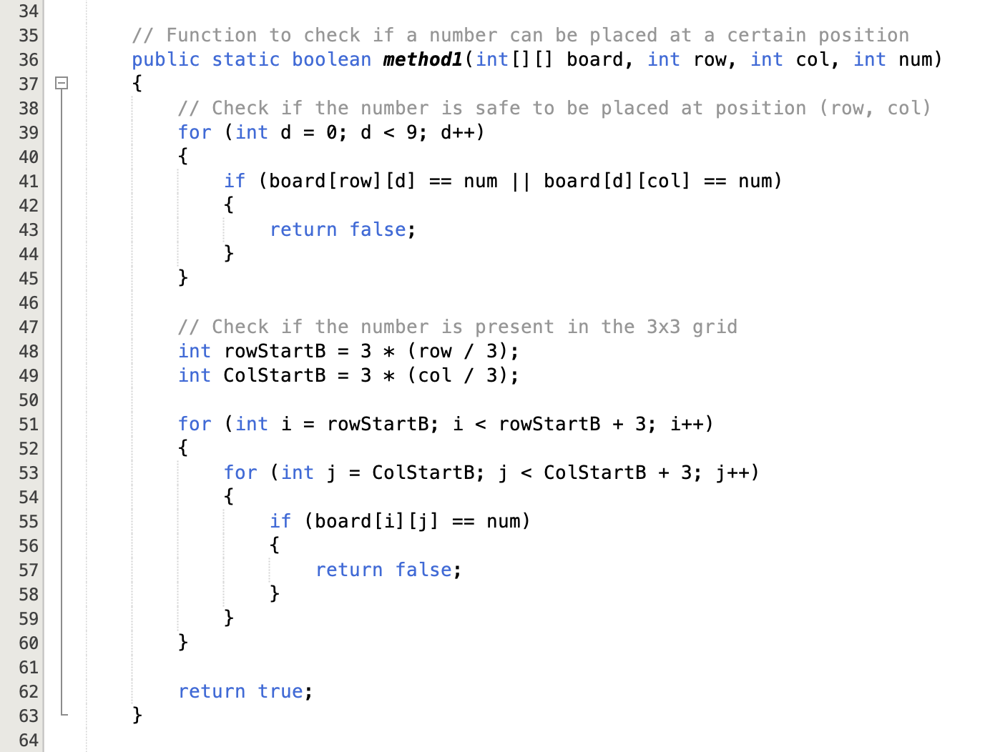 34
35 // Function to check if a number can be placed at a certain position
36 public static boolean method1(int[][] board, int row, int col, int num)
37 {
38 // Check if the number is safe to be placed at position (row, col)
39 for (int d = 0; d < 9; d++)
40 {
41 if (board[row][d] == num || board[d][col] == num)
42 {
43 return false;
44 }
45 }
46
47 // Check if the number is present in the 3x3 grid
48 int rowStartB = 3 * (row / 3);
49 int ColStartB = 3 * (col / 3);
50
51 for (int i = rowStartB; i < rowStartB + 3; i++)
52 {
53 for (int j = ColStartB; j < ColStartB + 3; j++)
54 {
55 if (board[i][j] == num)
56 {
57 return false;
58 }
59 }
60 }
61
62 return true;
63 }
64